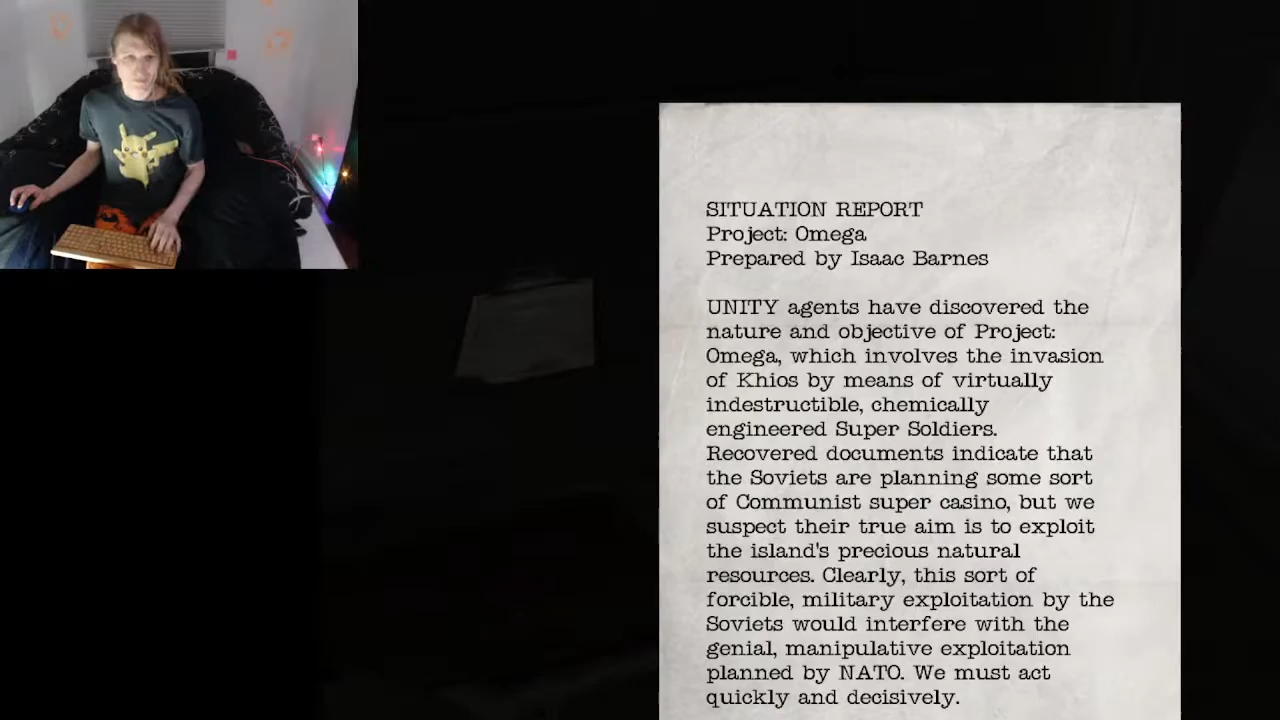 SITUATION REPORT
Project: Omega
Prepared by Isaac Barnes
UNITY agents have discovered the
nature and objective of Project:
Omega, which involves the invasion
of Khios by means of virtually
indestructible, chemically
engineered Super Soldiers.
Recovered documents indicate that
the Soviets are planning some sort
of Communist super casino, but we
suspect their true aim is to exploit
the island's precious natural
resources. Clearly, this sort of
forcible, military exploitation by the
Soviets would interfere with the
genial, manipulative exploitation
planned by NATO. We must act
quickly and decisively.